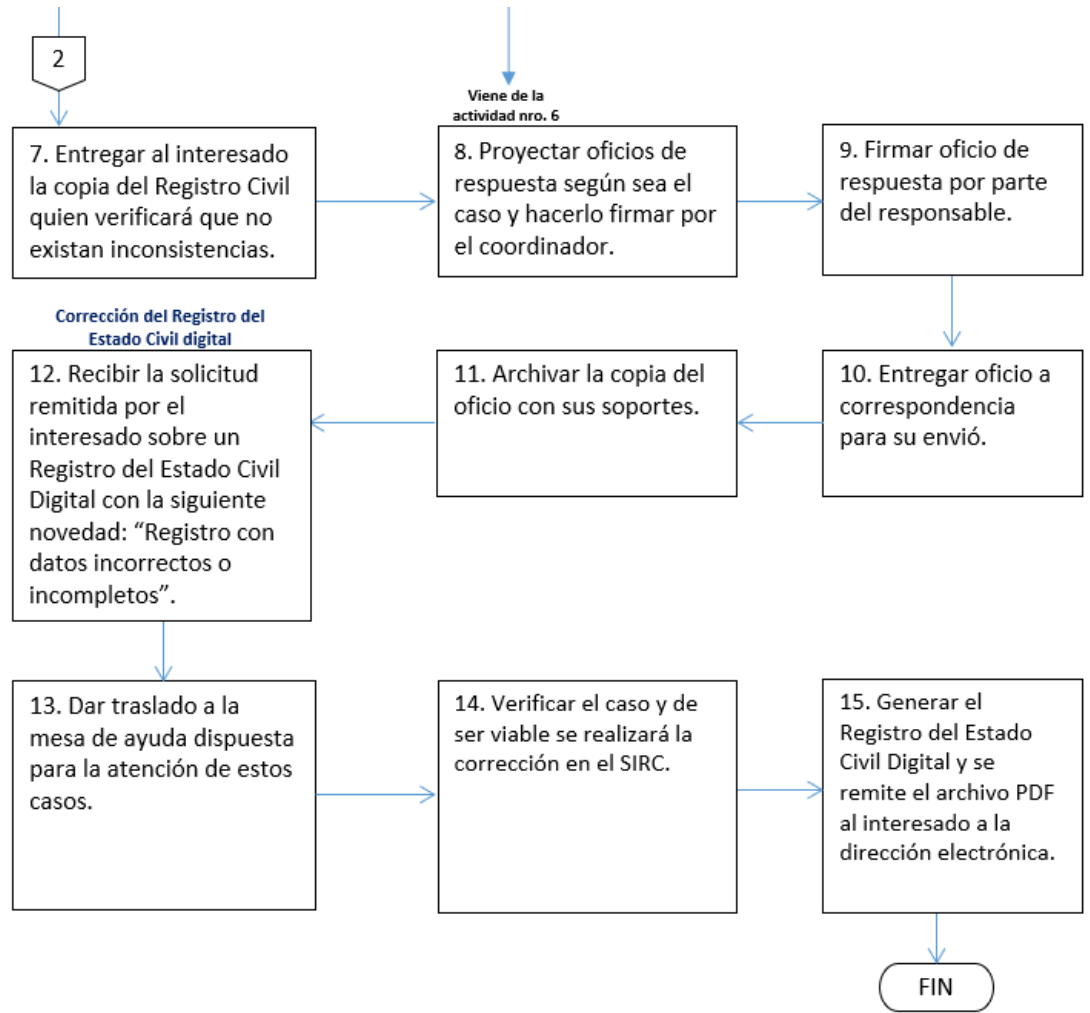 2
7. Entregar al interesado
la copia del Registro Civil
quien verificará que no
existan inconsistencias.
Viene de la
actividad nro. 6
8. Proyectar oficios de
respuesta según sea el
caso y hacerlo firmar por
el coordinador.
9. Firmar oficio de
respuesta por parte
del responsable.
10. Entregar oficio a
correspondencia
para su envió.
11. Archivar la copia del
oficio con sus soportes.
Corrección del Registro del
Estado Civil digital
12. Recibir la solicitud
remitida por el
interesado sobre un
Registro del Estado Civil
Digital con la siguiente
novedad: “Registro con
datos incorrectos o
incompletos”.
13. Dar traslado a la
mesa de ayuda dispuesta
para la atención de estos
casos.
14. Verificar el caso y de
ser viable se realizará la
corrección en el SIRC.
15. Generar el
Registro del Estado
Civil Digital y se
remite el archivo PDF
al interesado a la
dirección electrónica.
FIN